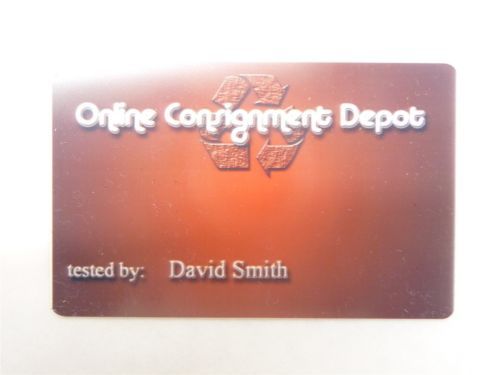 Online Consignment Depot
tested by: David Smith